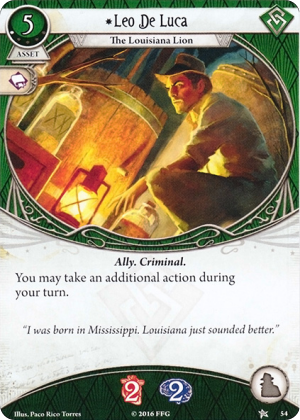 5
*Leo De Luca
The Louisiana Lion
ASSET
Ally. Criminal.
You may take an additional action during
your turn.
"I was born in Mississippi. Louisiana just sounded better."
2 2
Illus. Paco Rico Torres © 2016 FFG 54